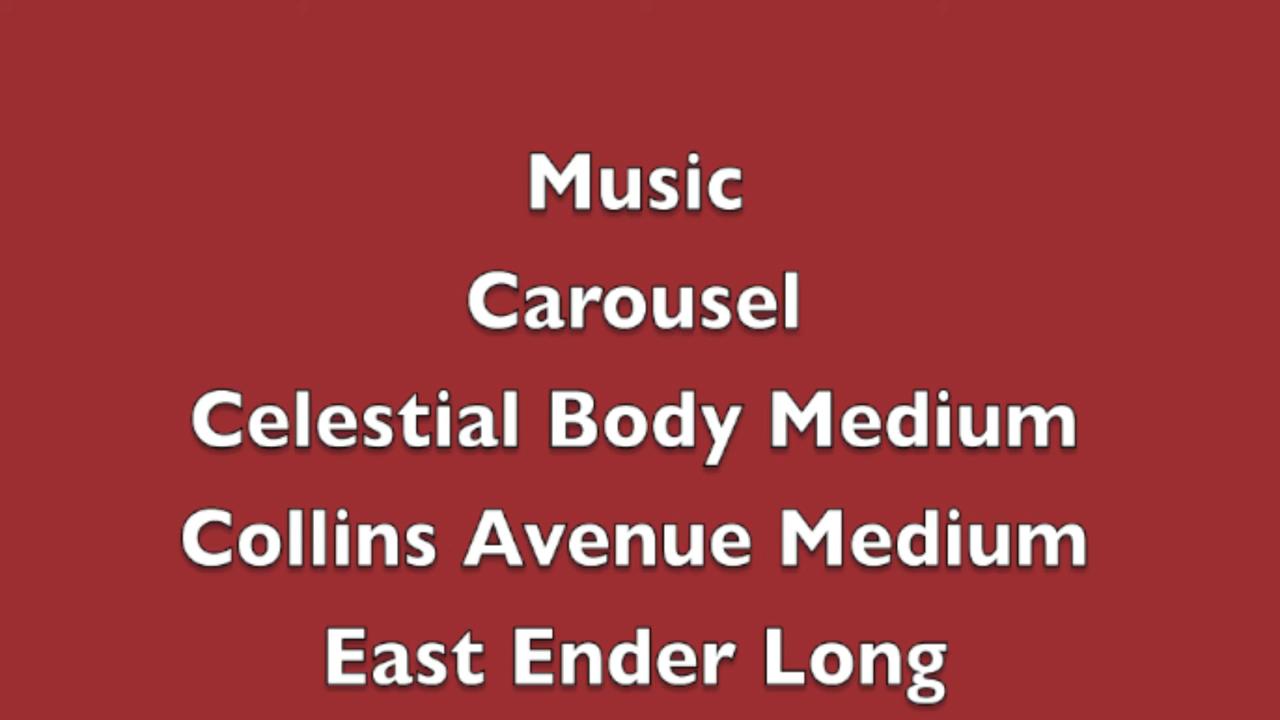 Music
Carousel
Celestial Body Medium
Collins Avenue Medium
East Ender Long